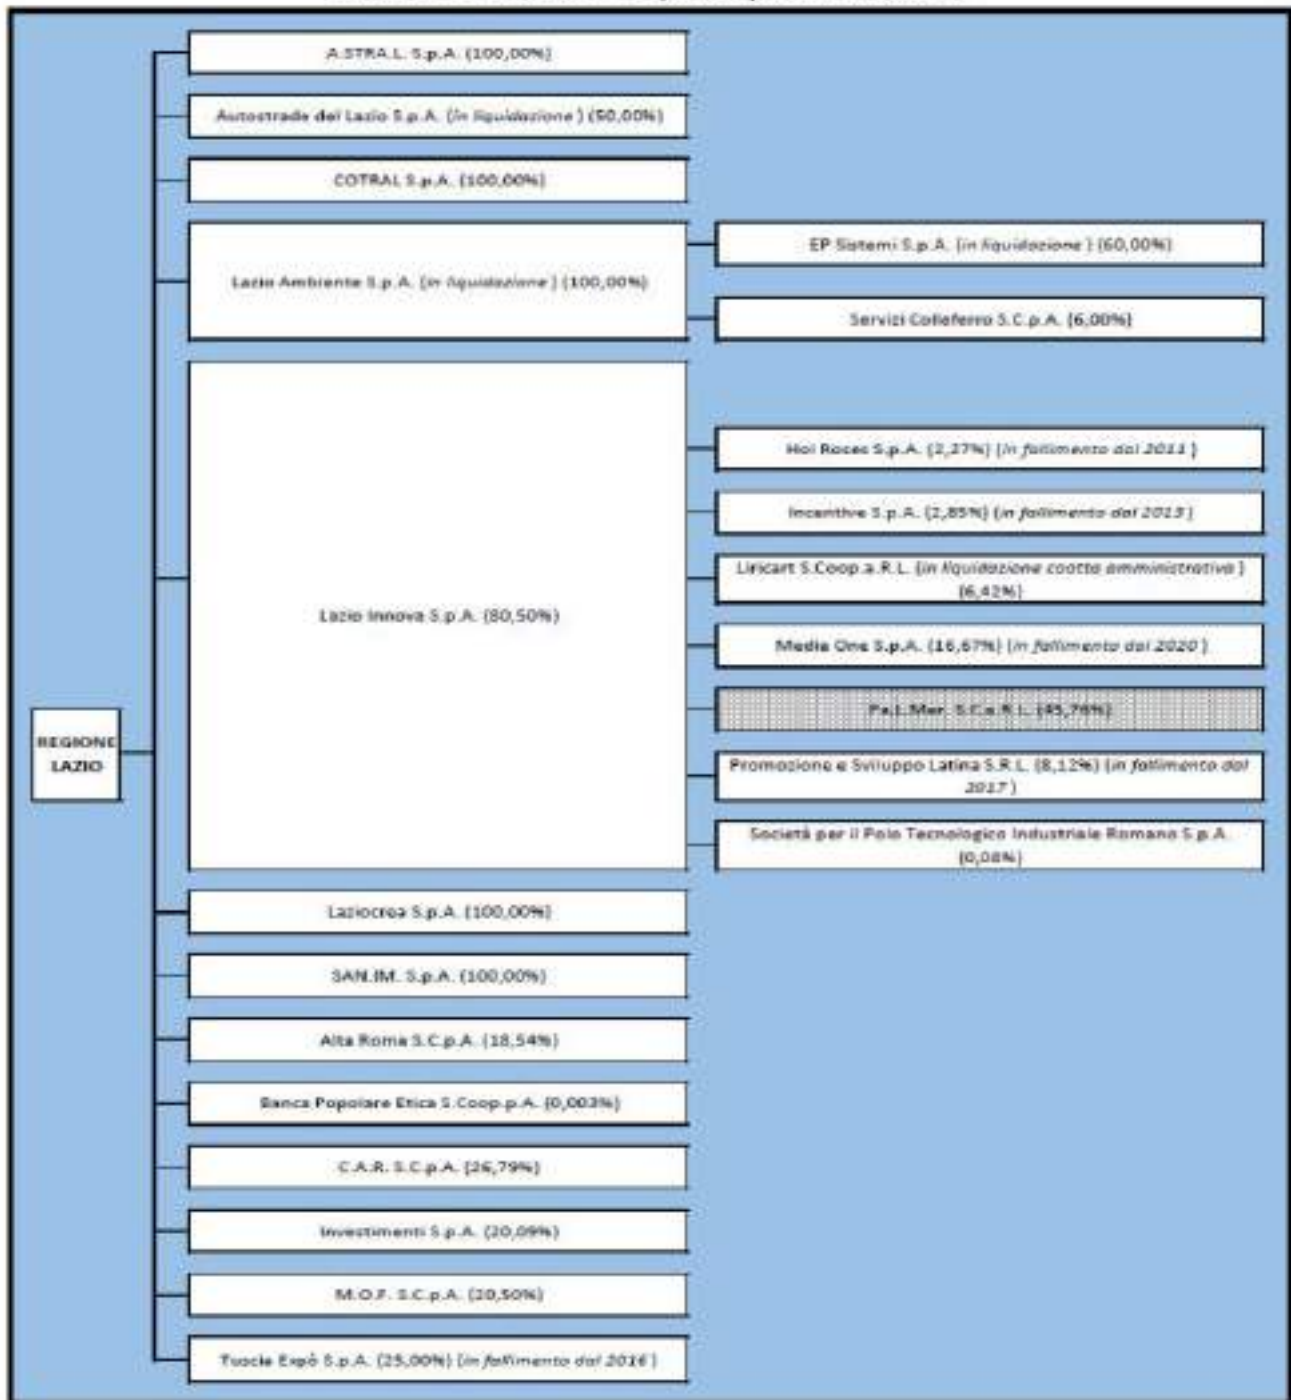 A.STRA.L. S.p.A. (100,00%)
Autostrade del Lazio S.p.A. (in liquidazione) (50,00%)
COTRAL S.p.A. (100,00%)
Lazio Ambiente S.p.A. (in liquidazione) (100,00%)
EP Sistemi S.p.A. (in liquidazione) (60,00%)
Servizi Colleferro S.C.p.A. (6,00%)
Lazio Innova S.p.A. (80,50%)
Hoi Roces S.p.A. (2,27%) (in fallimento dal 2011)
Incentive S.p.A. (2,85%) (in fallimento dal 2013)
Liricart S.Coop.a.R.L. (in liquidazione coatta amministrativa)
(6,42%)
Media One S.p.A. (16,67%) (in fallimento dal 2020)
Pa.L.Mer. S.C.a.R.L. (45,76%)
Promozione e Sviluppo Latina S.R.L. (8,12%) (in fallimento dal
2017)
Società per il Polo Tecnologico Industriale Romano S.p.A.
(0,08%)
REGIONE
LAZIO
Laziocrea S.p.A. (100,00%)
SAN.IM. S.p.A. (100,00%)
Alta Roma S.C.p.A. (18,54%)
Banca Popolare Etica S.Coop.p.A. (0,003%)
C.A.R. S.C.p.A. (26,79%)
Investimenti S.p.A. (20,09%)
M.O.F. S.C.p.A. (20,50%)
Tuscia Expò S.p.A. (25,00%) (in fallimento dal 2016)